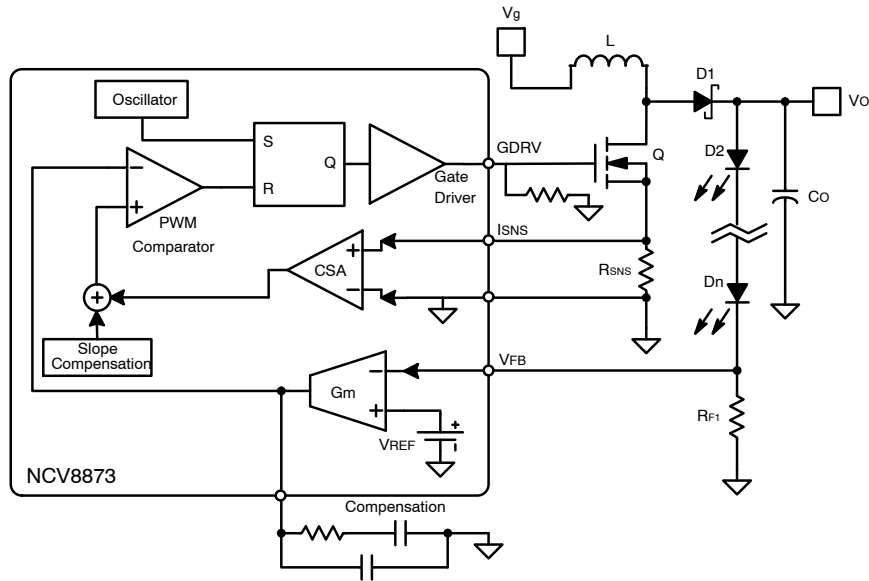 Vg
L
Oscillator
D1
VO
S
Q
R
GDRV
Gate
Driver
Q
D2
CO
−
+
PWM
Comparator
ISNS
+
CSA
−
RSNS
Dn
+
Slope
Compensation
VFB
−
Gm
+
VREF
+
−
RF1
NCV8873
Compensation